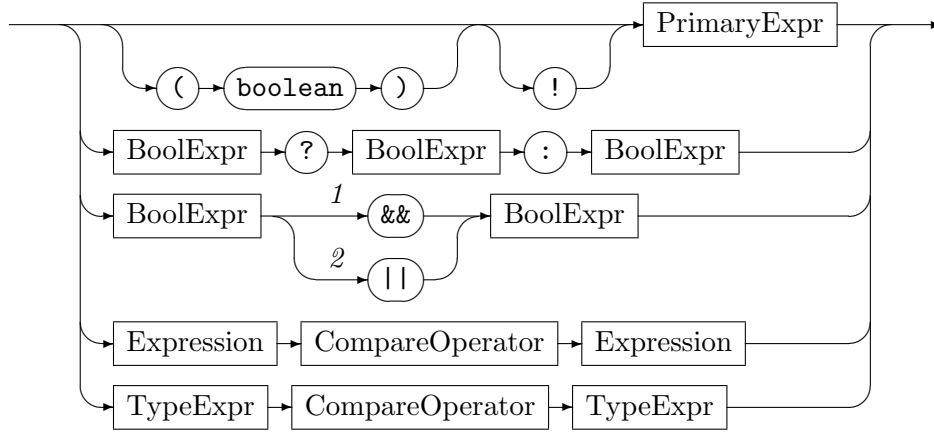 PrimaryExpr
( boolean ) !
BoolExpr ? BoolExpr : BoolExpr
1
BoolExpr && BoolExpr
2
||
Expression CompareOperator Expression
TypeExpr CompareOperator TypeExpr